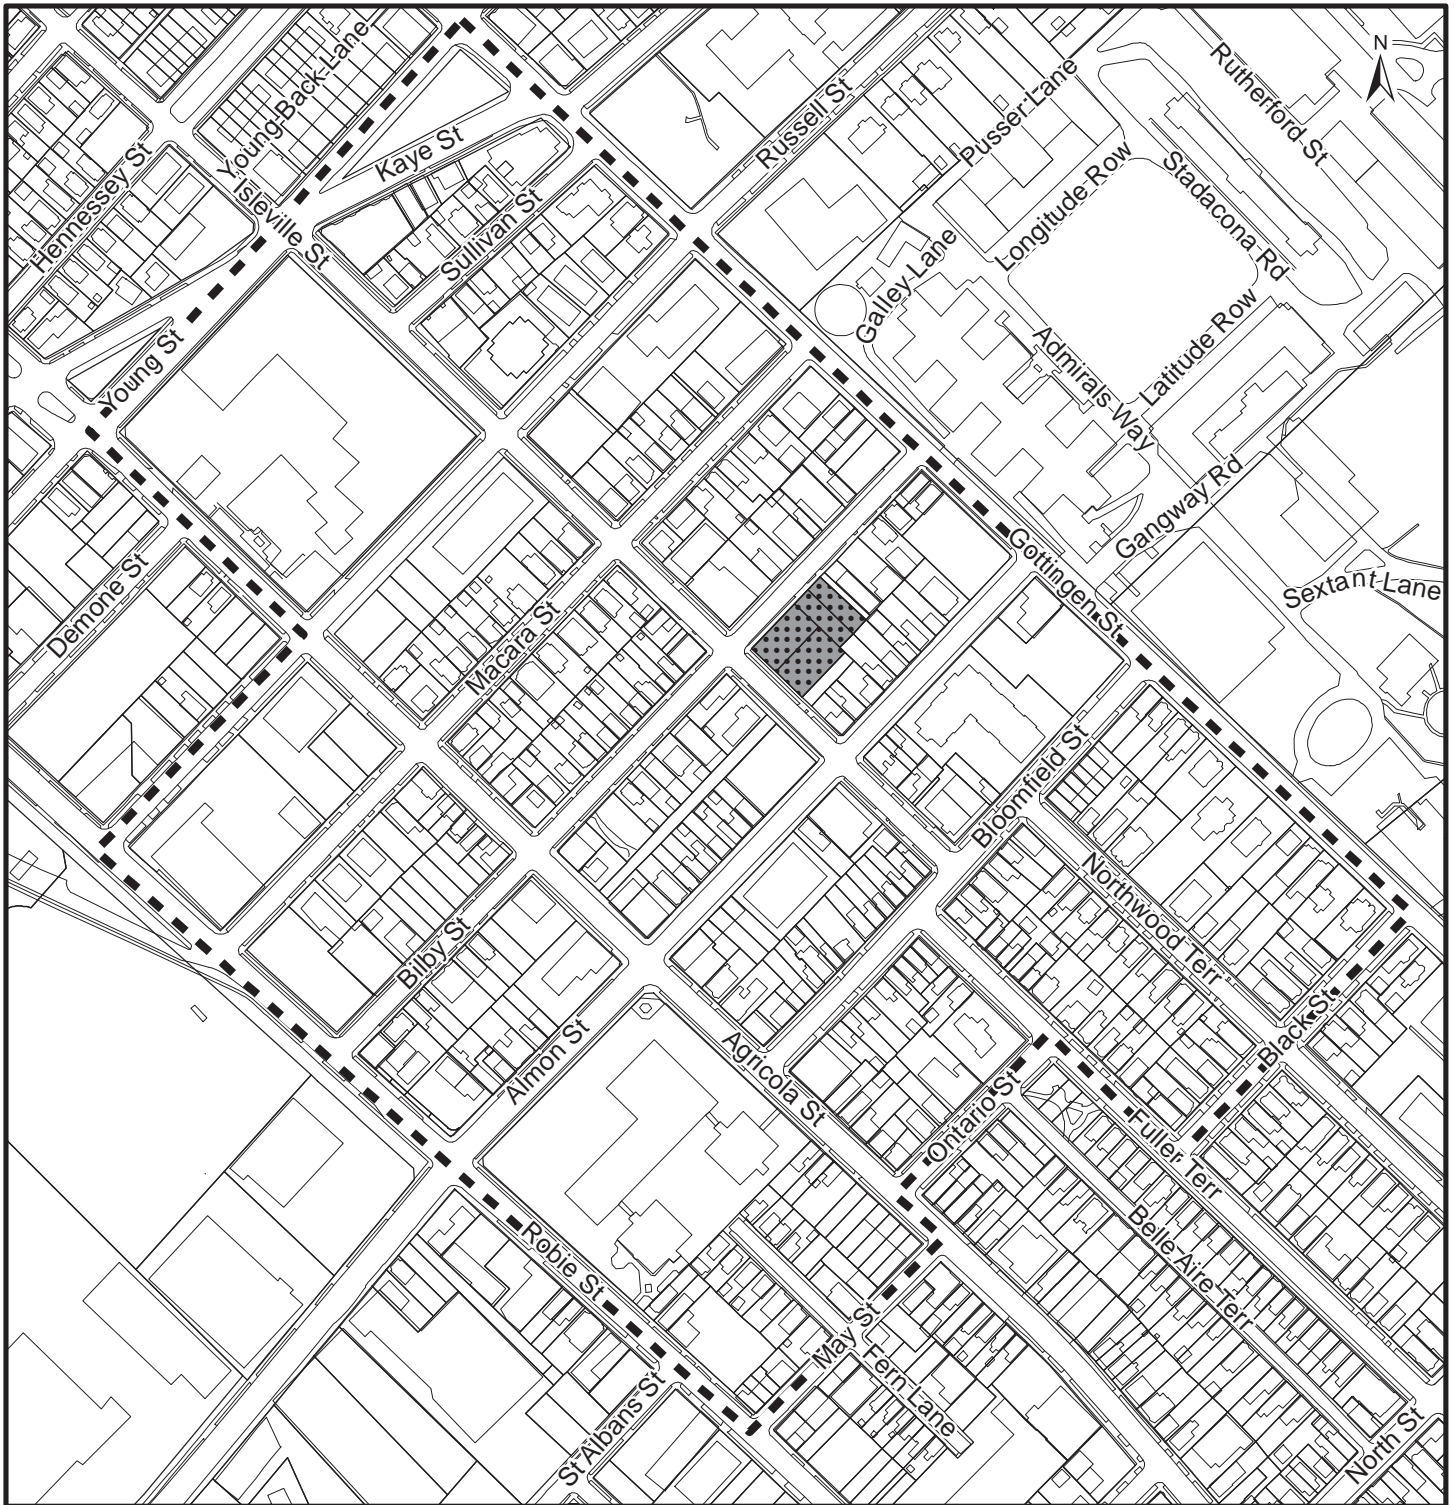 Young Back Lane
N
Rutherford St
Kaye St
Russell St
Pusser Lane
Hennessey St
Isleville St
Sullivan St
Longitude Row
Stadacona Rd
Galley Lane
Young St
Admirals Way
Latitude Row
Gangway Rd
Gottingen St
Sextant Lane
Demone St
Macara St
Bloomfield St
Northwood Terr
Bilby St
Almon St
Agricola St
Black St
Ontario St
Fuller Terr
Robie St
Belle Aire Terr
May St
Fern Lane
St Albans St
North St